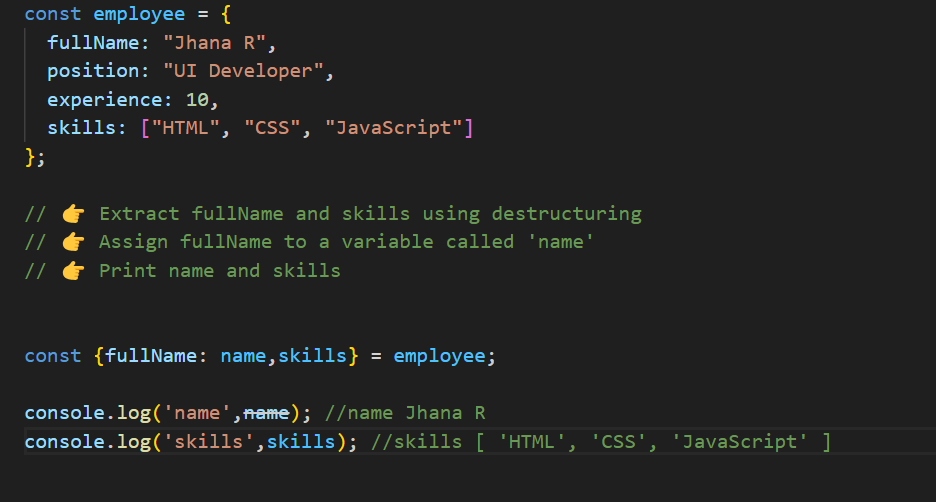 const employee = {
  fullName: "Jhana R",
  position: "UI Developer",
  experience: 10,
  skills: ["HTML", "CSS", "JavaScript"]
};
// 👉 Extract fullName and skills using destructuring
// 👉 Assign fullName to a variable called 'name'
// 👉 Print name and skills
const {fullName: name,skills} = employee;
console.log('name',name); //name Jhana R
console.log('skills',skills); //skills [ 'HTML', 'CSS', 'JavaScript' ]